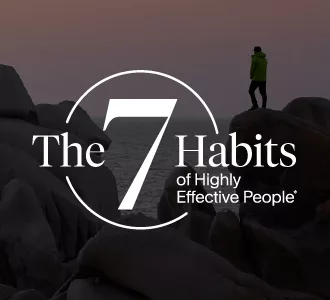 The 7 Habits
of Highly
Effective People*